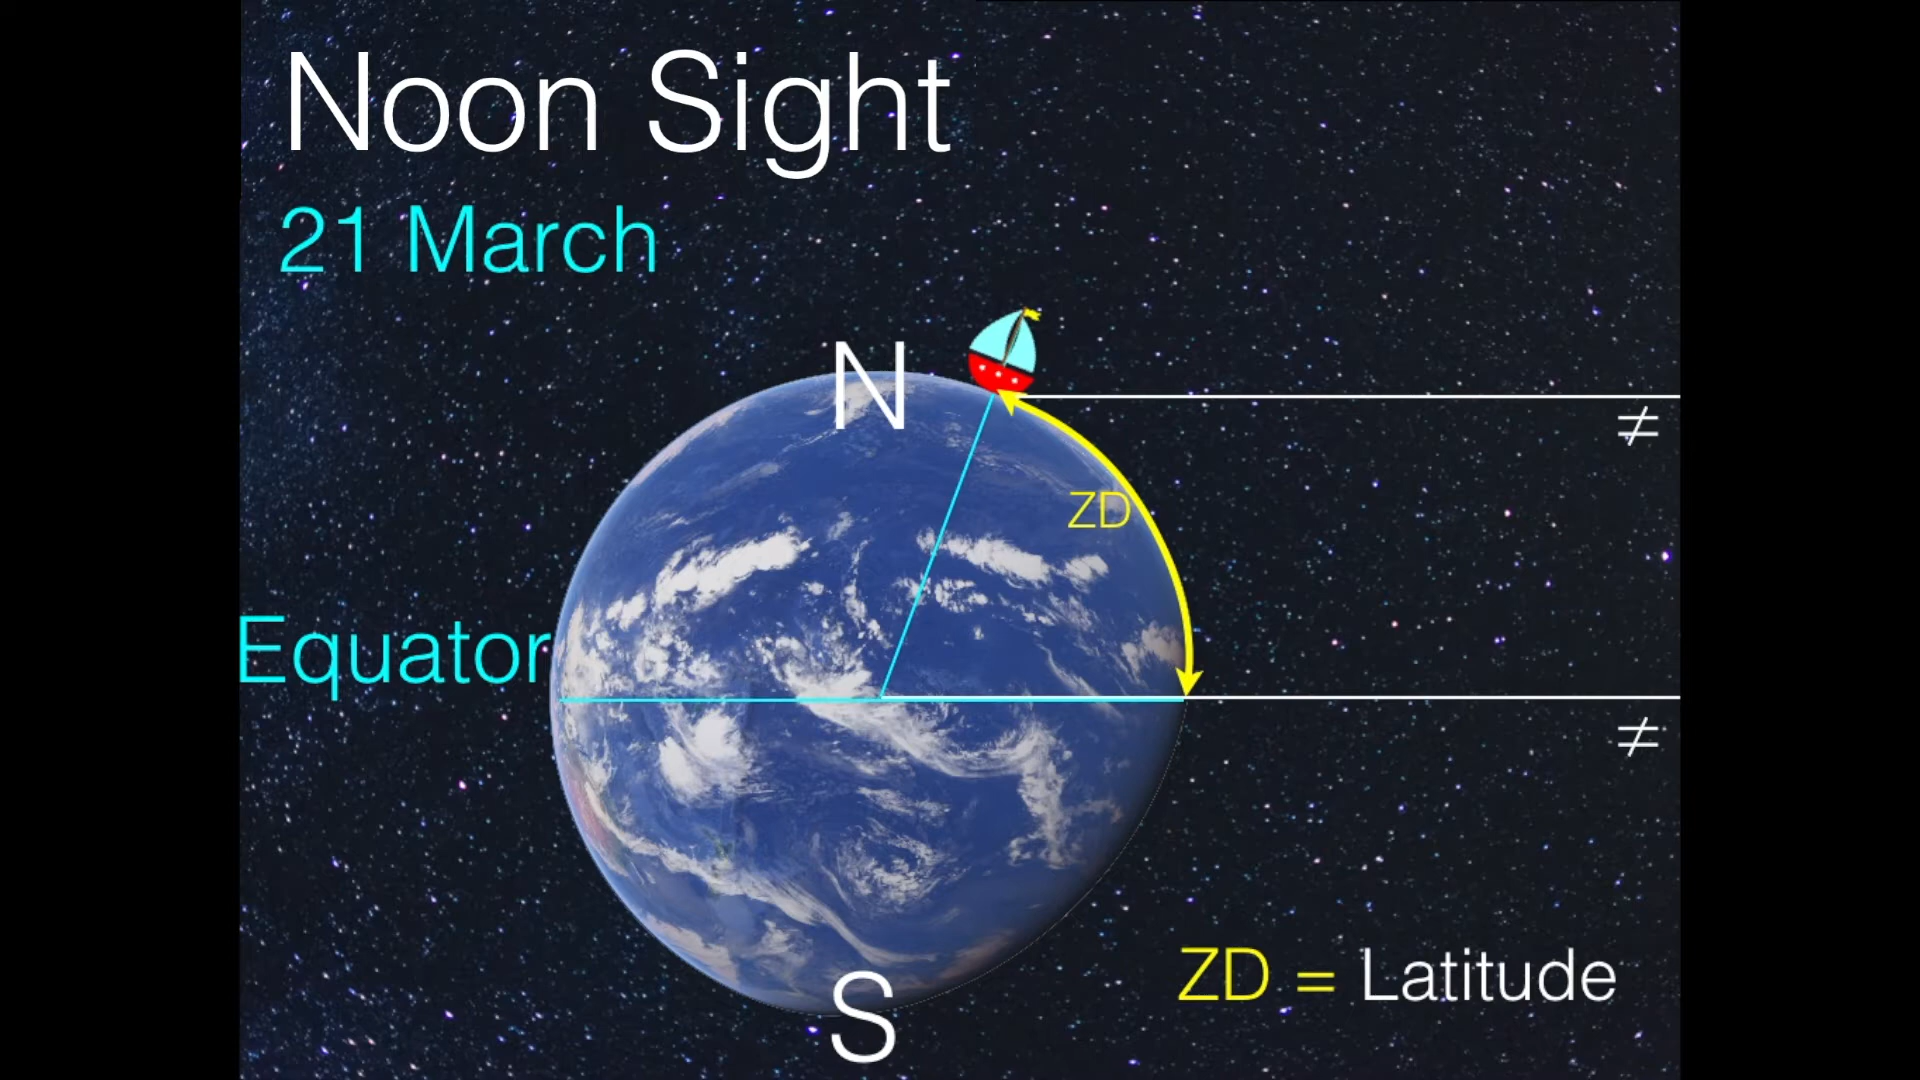 Noon Sight
21 March
N
≠
ZD
Equator
≠
ZD = Latitude
S